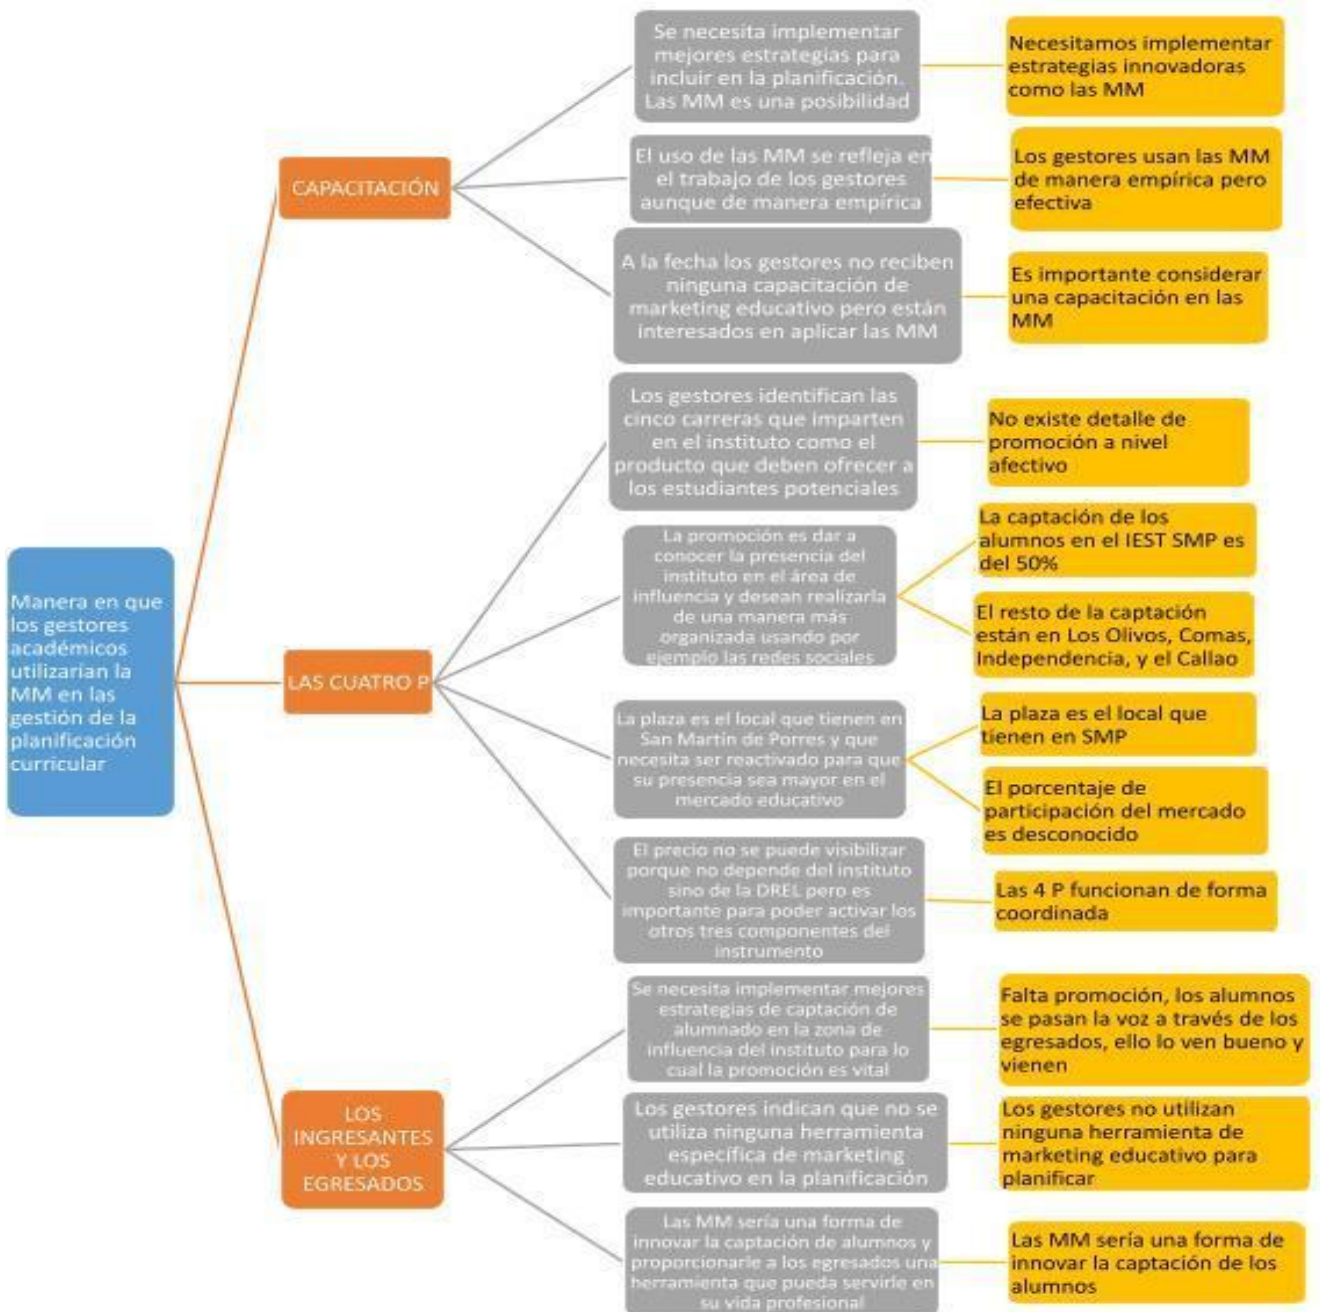 Manera en que
los gestores
académicos
utilizarían la
MM en las
gestión de la
planificación
curricular
CAPACITACIÓN
Se necesita implementar
mejores estrategias para
incluir en la planificación.
Las MM es una posibilidad
Necesitamos implementar
estrategias innovadoras
como las MM
El uso de las MM se refleja en
el trabajo de los gestores
aunque de manera empírica
Los gestores usan las MM
de manera empírica pero
efectiva
A la fecha los gestores no reciben
ninguna capacitación de
marketing educativo pero están
interesados en aplicar las MM
Es importante considerar
una capacitación en las
MM
LAS CUATRO P
Los gestores identifican las
cinco carreras que imparten
en el instituto como el
producto que deben ofrecer a
los estudiantes potenciales
No existe detalle de
promoción a nivel
afectivo
La promoción es dar a
conocer la presencia del
instituto en el área de
influencia y desean realizarla
de una manera más
organizada usando por
ejemplo las redes sociales
La captación de los
alumnos en el IEST SMP es
del 50%
El resto de la captación
están en Los Olivos, Comas,
Independencia, y el Callao
La plaza es el local que tienen en
San Martín de Porres y que
necesita ser reactivado para que
su presencia sea mayor en el
mercado educativo
La plaza es el local que
tienen en SMP
El porcentaje de
participación del mercado
es desconocido
El precio no se puede visibilizar
porque no depende del instituto
sino de la DREL pero es
importante para poder activar los
otros tres componentes del
instrumento
Las 4 P funcionan de forma
coordinada
LOS
INGRESANTES
Y LOS
EGRESADOS
Se necesita implementar mejores
estrategias de captación de
alumnado en la zona de
influencia del instituto para lo
cual la promoción es vital
Falta promoción, los alumnos
se pasan la voz a través de los
egresados, ello lo ven bueno y
vienen
Los gestores indican que no se
utiliza ninguna herramienta
específica de marketing
educativo en la planificación
Los gestores no utilizan
ninguna herramienta de
marketing educativo para
planificar
Las MM sería una forma de
innovar la captación de alumnos y
proporcionarle a los egresados una
herramienta que pueda servirle en
su vida profesional
Las MM sería una forma de
innovar la captación de los
alumnos